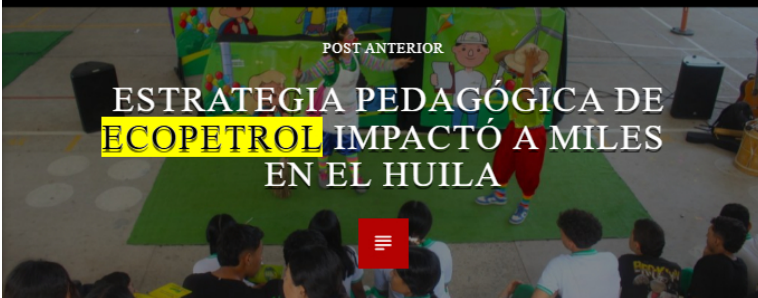 POST ANTERIOR
ESTRATEGIA PEDAGÓGICA DE
ECOPETROL IMPACTÓ A MILES
EN EL HUILA